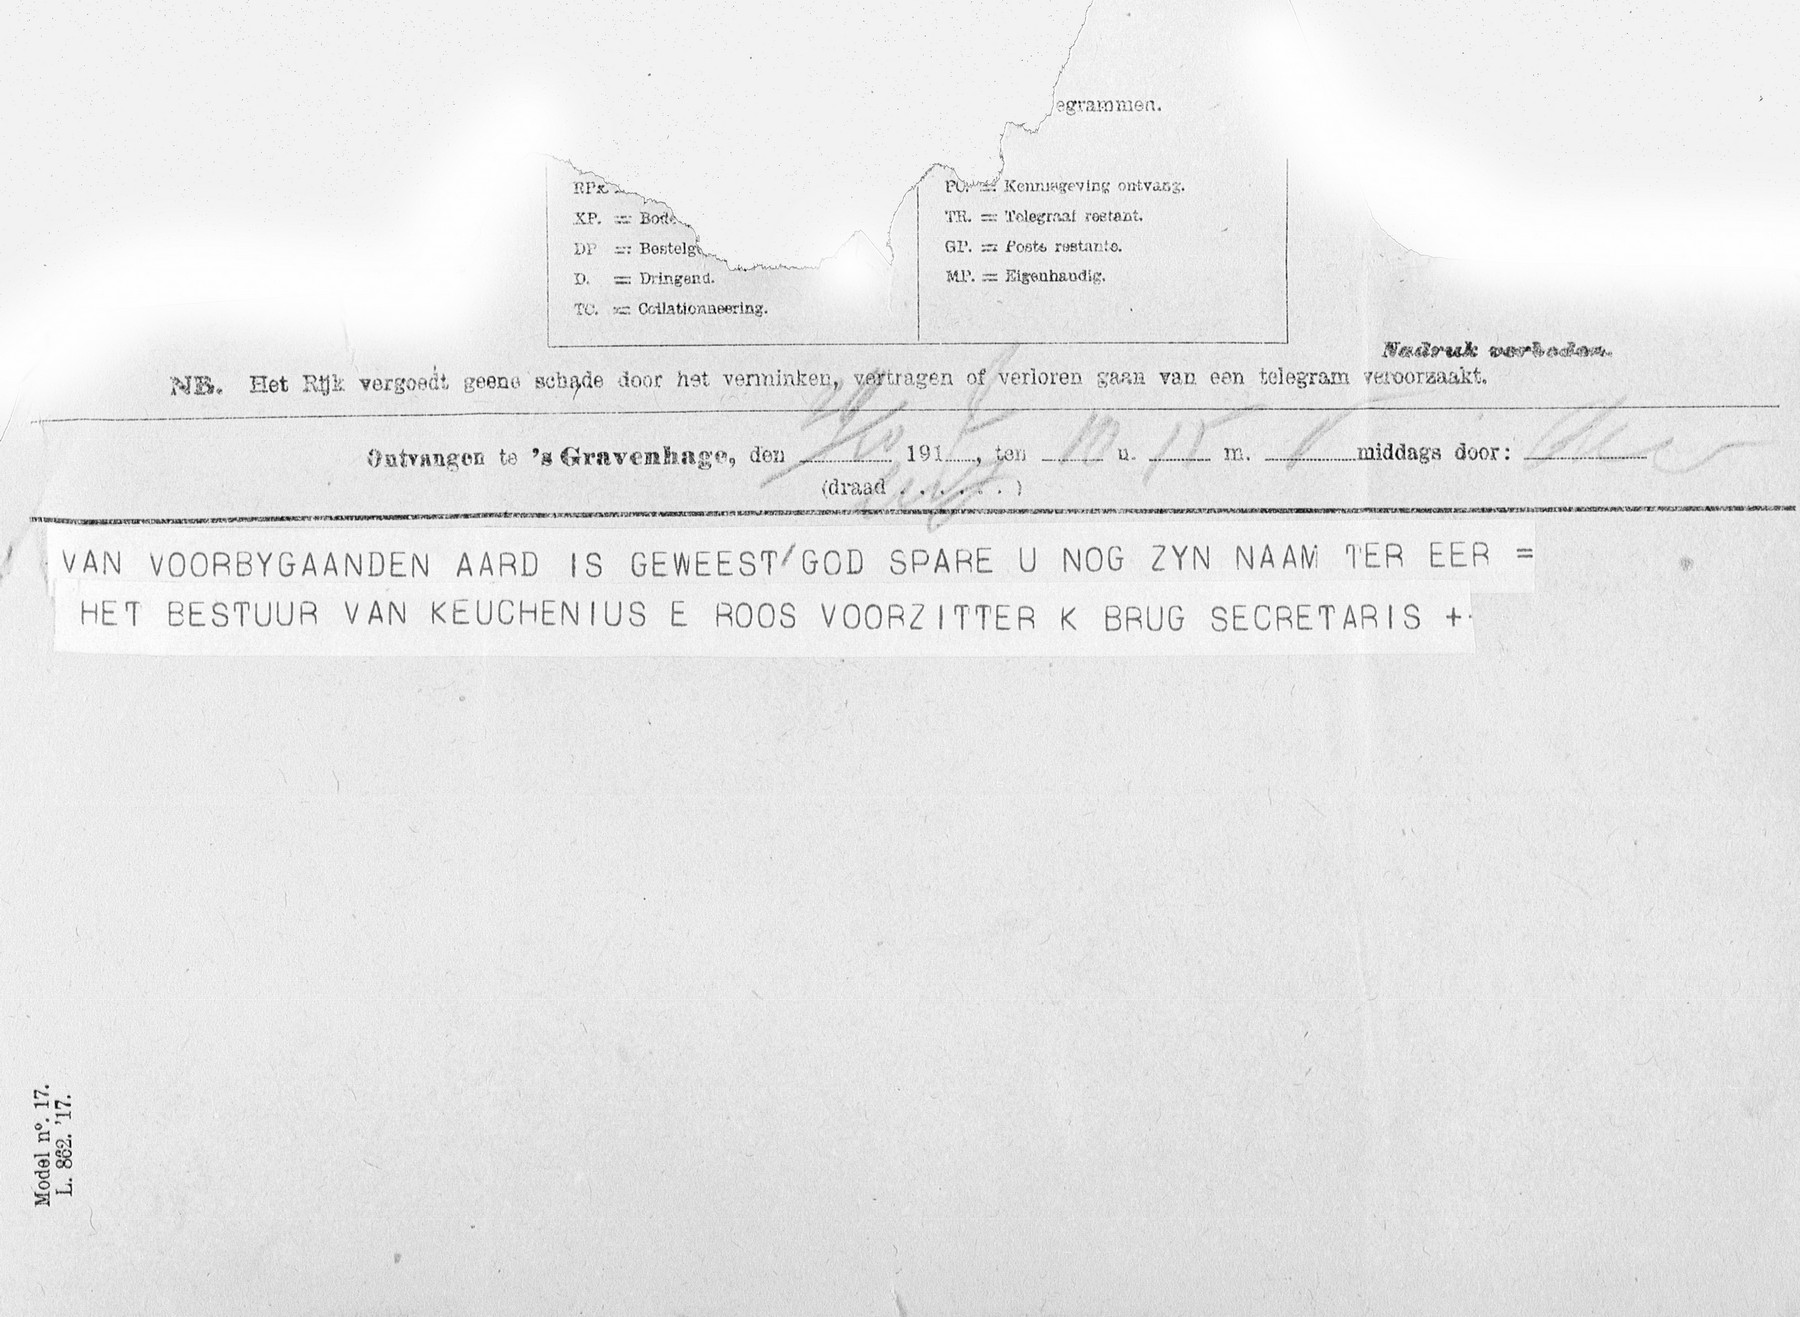 egrammen.
RPx
XP. = Bode
DP = Bestelg
D. = Dringend.
TC. = Collationneering.
PC. = Kennisgeving ontvang.
TR. = Telegraaf restant.
GP. = Poste restante.
MP. = Eigenhandig.
Nadruk verboden.
NB. Het Rijk vergoedt geene schade door het verminken, vertragen of verloren gaan van een telegram veroorzaakt.
Ontvangen te 's Gravenhage, den 191 , ten 10 u. 15 m. middags door:
(draad . . . . . . )
VAN VOORBYGAANDEN AARD IS GEWEEST/GOD SPARE U NOG ZYN NAAM TER EER =
HET BESTUUR VAN KEUCHENIUS E ROOS VOORZITTER K BRUG SECRETARIS +
Model n°. 17.
L. 862. '17.